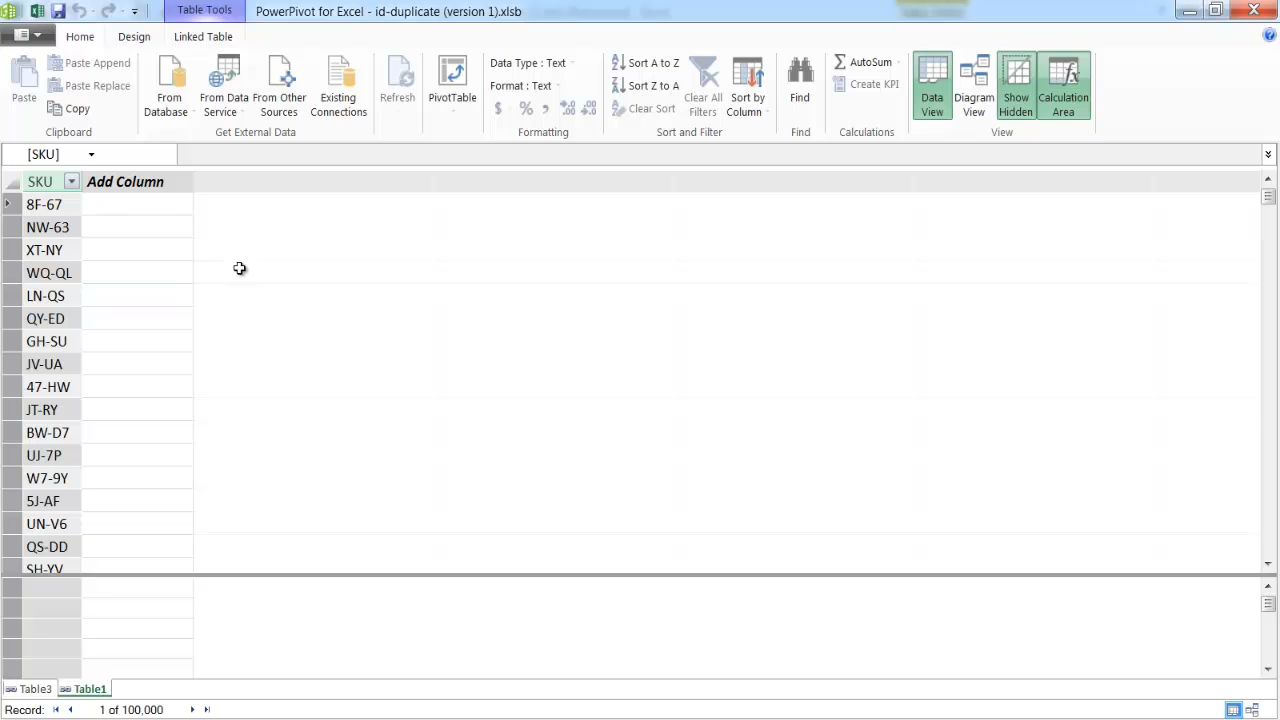 Table Tools
PowerPivot for Excel - id-duplicate (version 1).xlsb
Home
Design
Linked Table
Paste
Paste Append
Paste Replace
Copy
Clipboard
From Database
From Data Service
From Other Sources
Existing Connections
Get External Data
Refresh
PivotTable
Data Type : Text
Format : Text
$ % ,
Formatting
Sort A to Z
Sort Z to A
Clear Sort
Clear All Filters
Sort by Column
Sort and Filter
Find
Find
AutoSum
Create KPI
Calculations
Data View
Diagram View
Show Hidden
Calculation Area
View
[SKU]
SKU Add Column
8F-67
NW-63
XT-NY
WQ-QL
LN-QS
QY-ED
GH-SU
JV-UA
47-HW
JT-RY
BW-D7
UJ-7P
W7-9Y
5J-AF
UN-V6
QS-DD
SH-YV
Table3 Table1
Record: 1 of 100,000